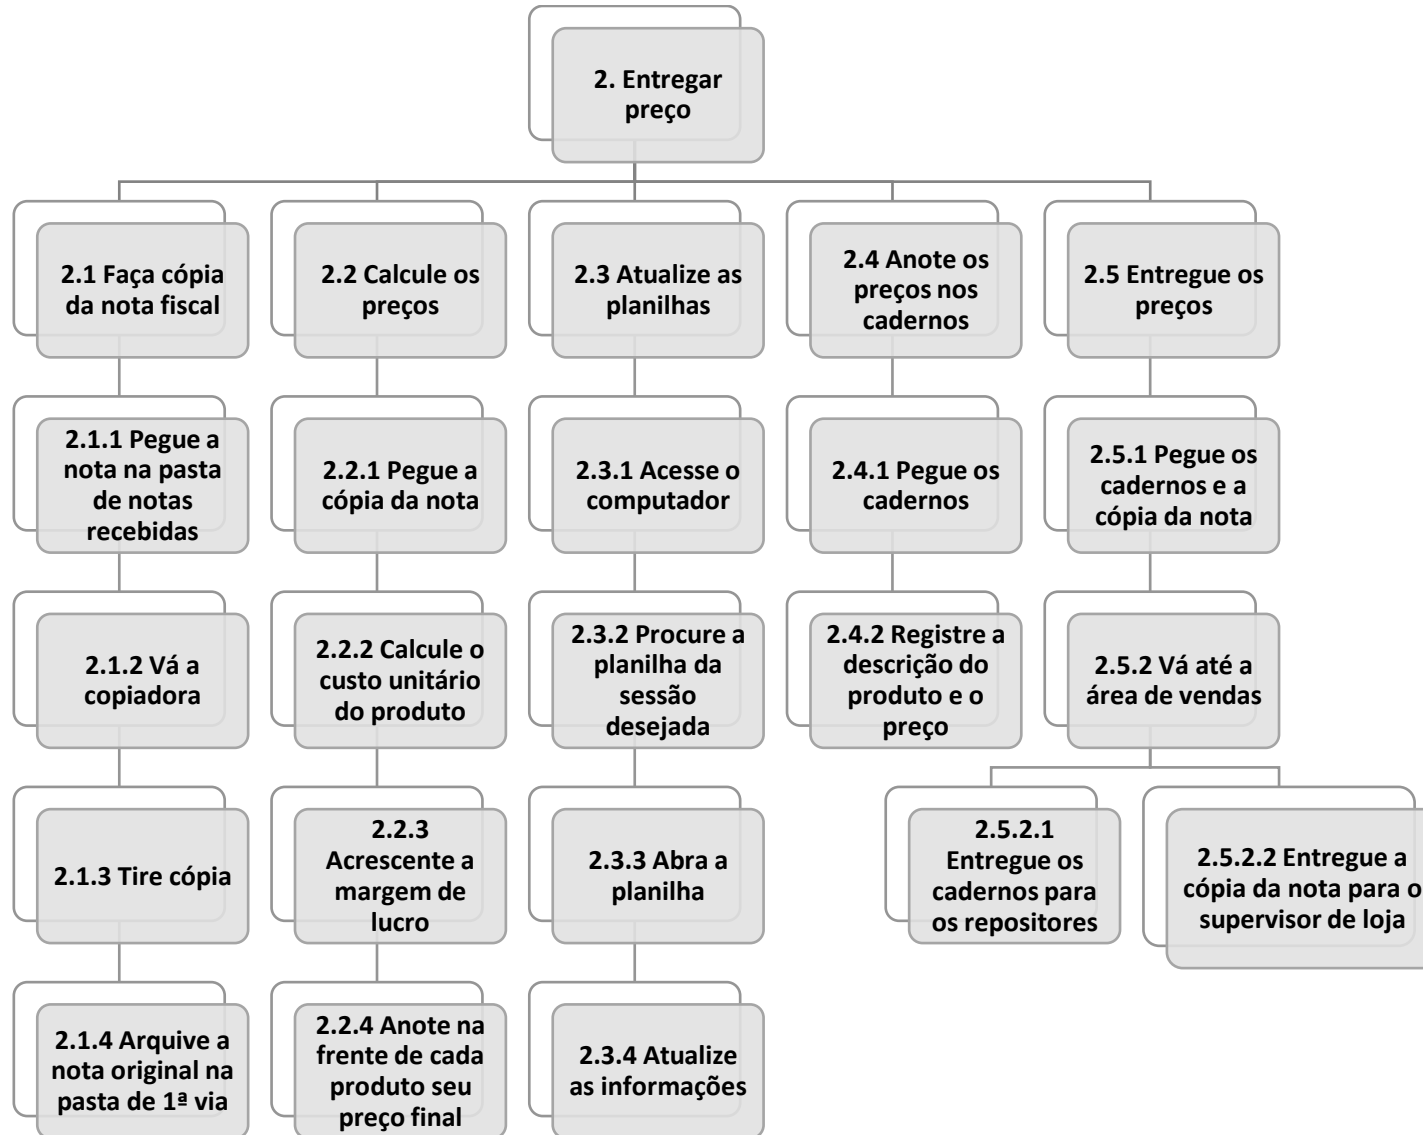 2. Entregar
preço
2.1 Faça cópia
da nota fiscal
2.2 Calcule os
preços
2.3 Atualize as
planilhas
2.4 Anote os
preços nos
cadernos
2.5 Entregue os
preços
2.1.1 Pegue a
nota na pasta
de notas
recebidas
2.2.1 Pegue a
cópia da nota
2.3.1 Acesse o
computador
2.4.1 Pegue os
cadernos
2.5.1 Pegue os
cadernos e a
cópia da nota
2.1.2 Vá a
copiadora
2.2.2 Calcule o
custo unitário
do produto
2.3.2 Procure a
planilha da
sessão
desejada
2.4.2 Registre a
descrição do
produto e o
preço
2.5.2 Vá até a
área de vendas
2.1.3 Tire cópia
2.2.3
Acrescente a
margem de
lucro
2.3.3 Abra a
planilha
2.5.2.1
Entregue os
cadernos para
os repositores
2.5.2.2 Entregue a
cópia da nota para o
supervisor de loja
2.1.4 Arquive a
nota original na
pasta de 1ª via
2.2.4 Anote na
frente de cada
produto seu
preço final
2.3.4 Atualize
as informações